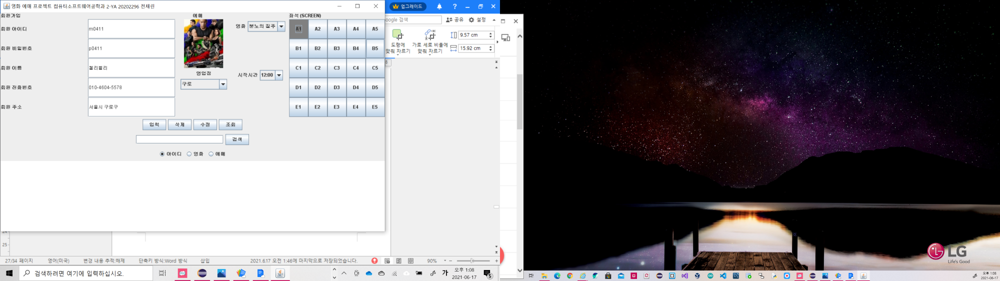 영화 예매 프로젝트 컴퓨터소프트웨어공학과 2-YA 20202296 전채린
업그레이드
회원가입
예매
좌석 (SCREEN)
oogle 검색
공유
설정
회원 아이디
m0411
영화
분노의 질주
A1 A2 A3 A4 A5
9.57 cm
회원 비밀번호
p0411
B1 B2 B3 B4 B5
도형에
맞춰 자르기
가로 세로 비율에
맞춰 자르기
15.92 cm
회원 이름
C1 C2 C3 C4 C5
영업점
시작시간
12:00
구로
회원 전화번호
010-4604-5578
D1 D2 D3 D4 D5
회원 주소
서울시 구로구
E1 E2 E3 E4 E5
입력 삭제 수정 조회
검색
아이디 영화 예매
24
25
27/34 페이지
영어(미국)
변경 내용 추적:해제
단축키 방식:Word 방식
삽입
2021.6.17 오전 1:46에 마지막으로 저장되었습니다.
90%
LG
Life's Good
검색하려면 여기에 입력하십시오.
가
오후 1:08
2021-06-17
5
오후 1:08
2021-06-17